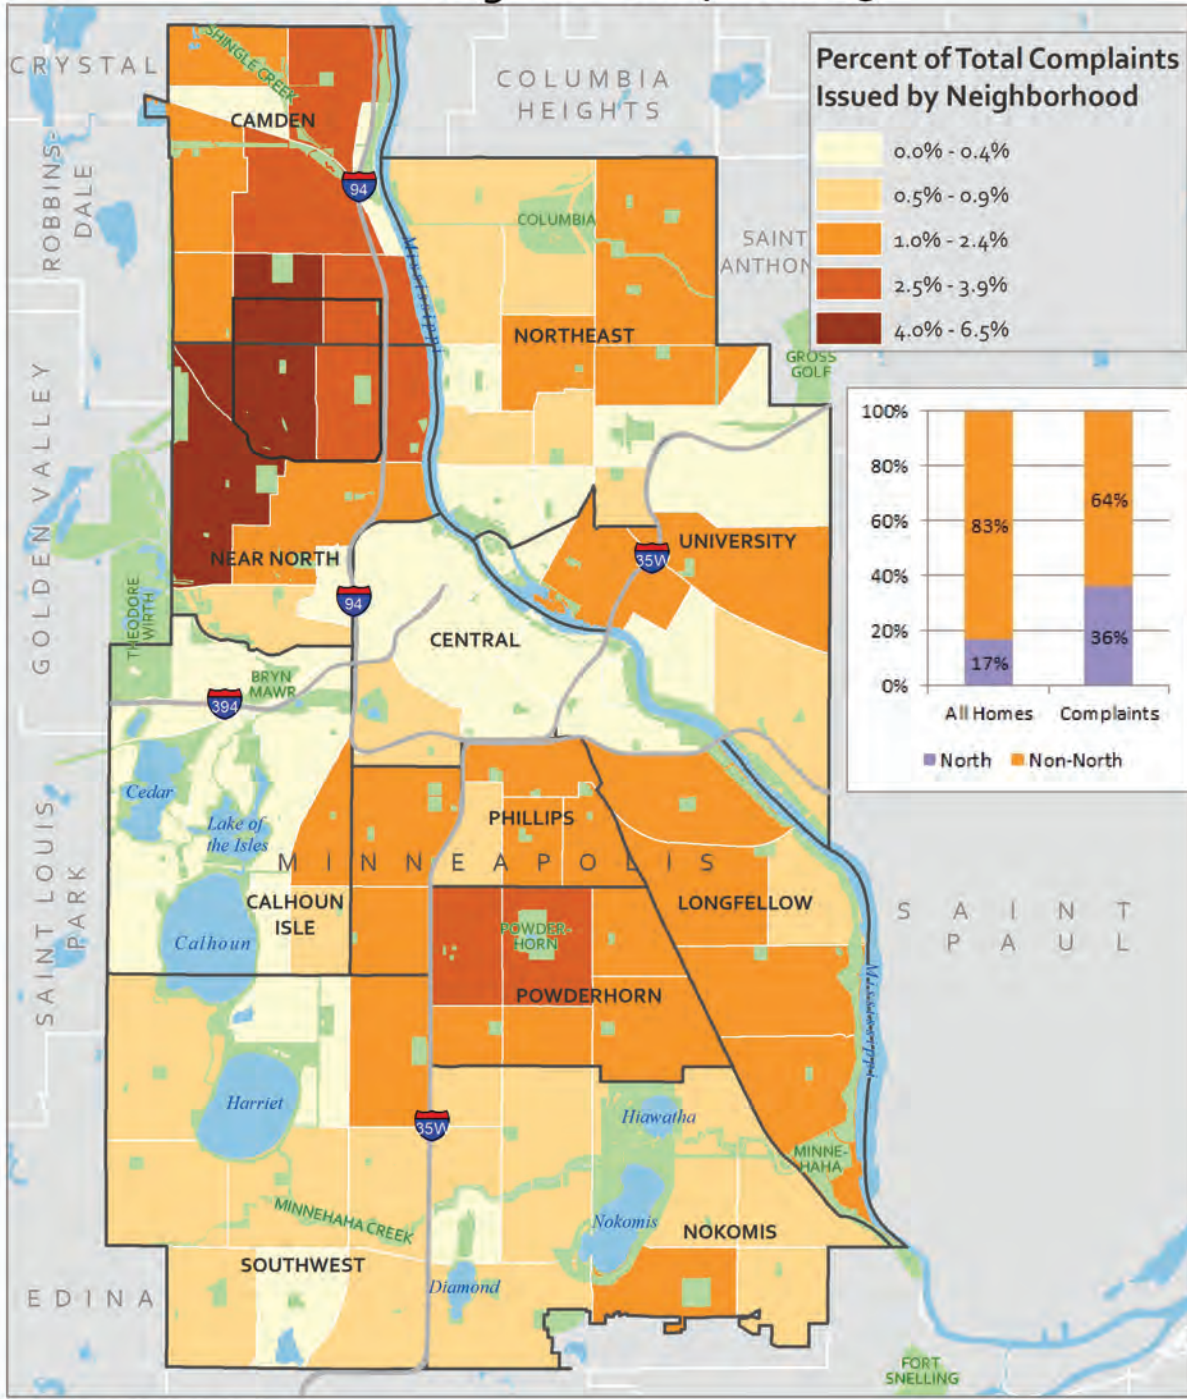 CRYSTAL
SHINGLE CREEK
COLUMBIA
HEIGHTS
CAMDEN
ROBBINS-
DALE
94
COLUMBIA
SAINT
ANTHON
Mississippi
NORTHEAST
GROSS
GOLF
GOLDEN VALLEY
NEAR NORTH
UNIVERSITY
35W
THEODORE
WIRTH
94
CENTRAL
BRYN
MAWR
394
Cedar
Lake of
the Isles
PHILLIPS
MINNEAPOLIS
SAINT LOUIS
PARK
CALHOUN
ISLE
LONGFELLOW
SAINT
PAUL
Calhoun
POWDER-
HORN
POWDERHORN
Mississippi
Harriet
35W
Hiawatha
MINNE-
HAHA
MINNEHAHA CREEK
Nokomis
NOKOMIS
SOUTHWEST
Diamond
EDINA
FORT
SNELLING
Percent of Total Complaints
Issued by Neighborhood
0.0% - 0.4%
0.5% - 0.9%
1.0% - 2.4%
2.5% - 3.9%
4.0% - 6.5%
100%
80%
60%
40%
20%
0%
83%
64%
17%
36%
All Homes Complaints
North Non-North